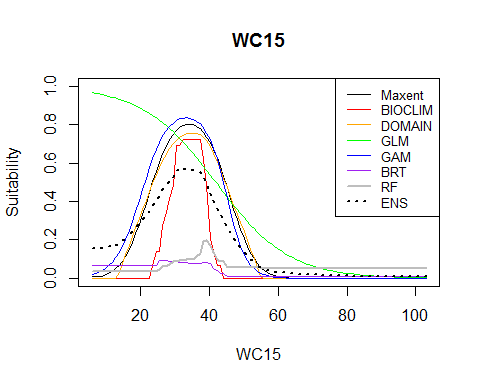 WC15
Suitability
1.0
0.8
0.6
0.4
0.2
0.0
Maxent
BIOCLIM
DOMAIN
GLM
GAM
BRT
RF
ENS
20 40 60 80 100
WC15